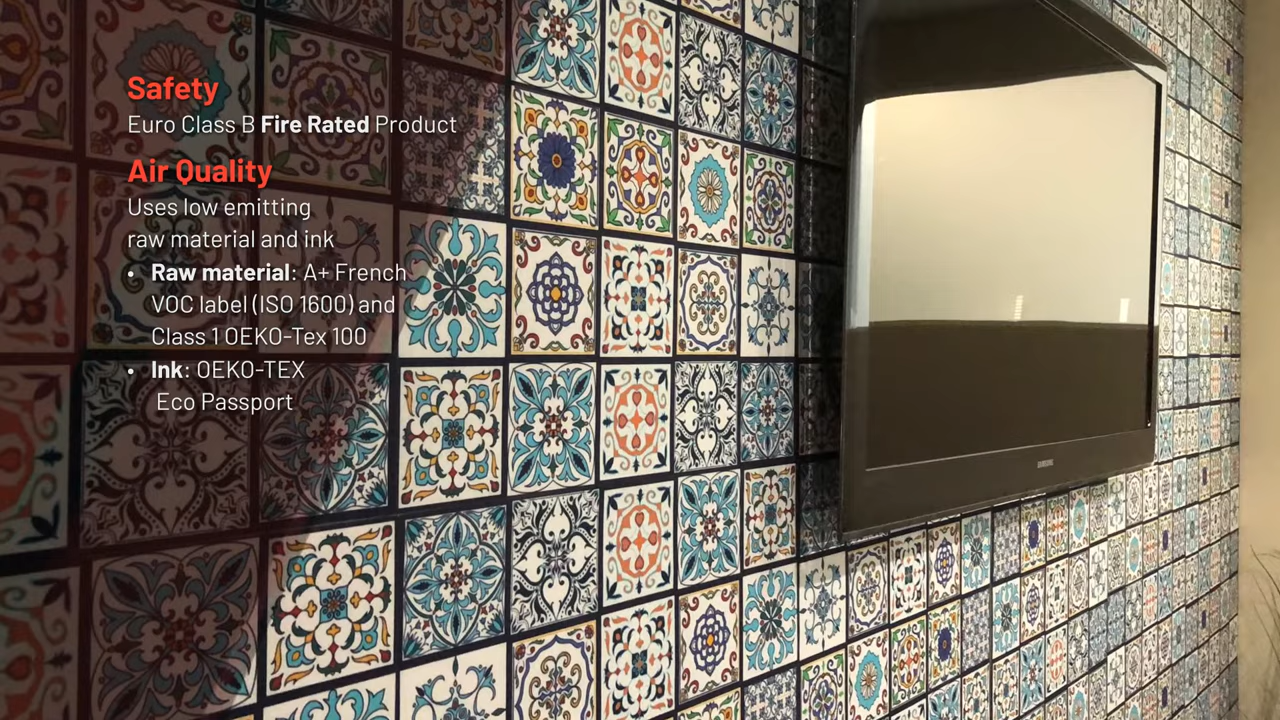 Safety
Euro Class B Fire Rated Product
Air Quality
Uses low emitting
raw material and ink
• Raw material: A+ French
VOC label (ISO 1600) and
Class 1 OEKO-Tex 100
• Ink: OEKO-TEX
Eco Passport
SAMSUNG